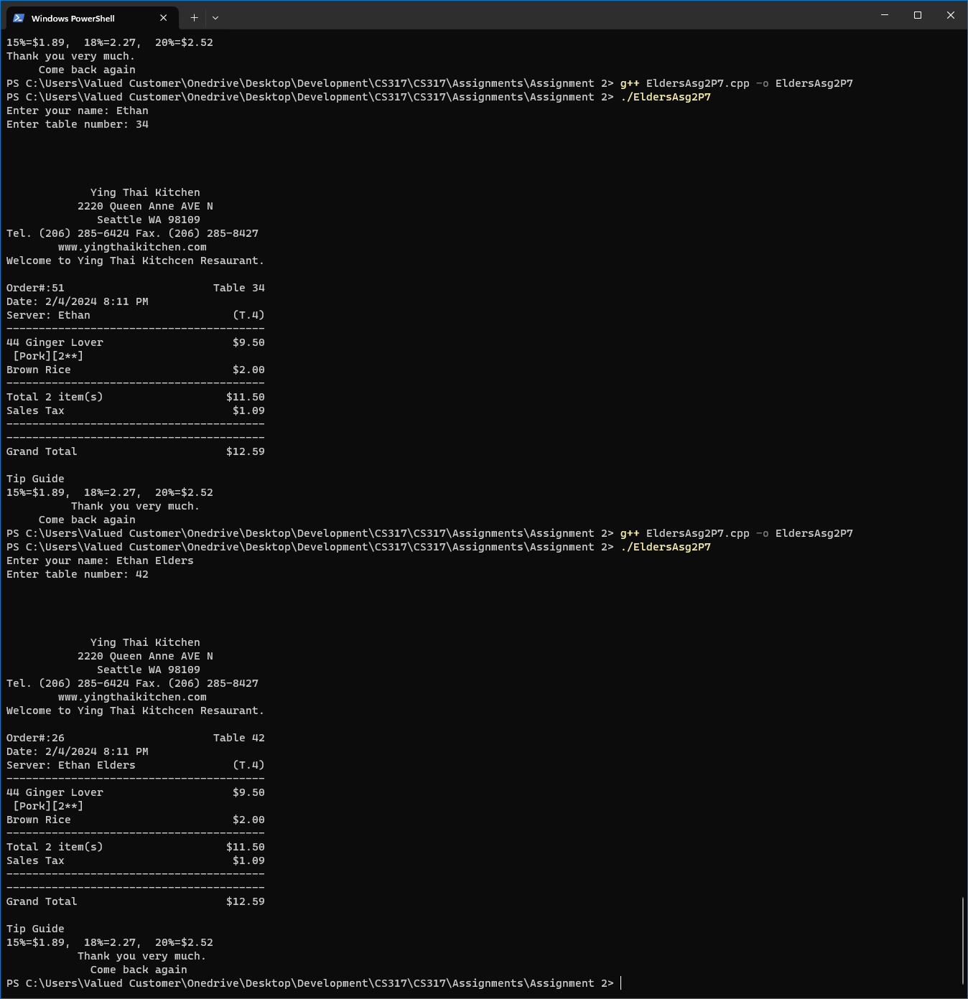 Windows PowerShell
15%=$1.89,  18%=2.27,  20%=$2.52
Thank you very much.
     Come back again
PS C:\Users\Valued Customer\Onedrive\Desktop\Development\CS317\CS317\Assignments\Assignment 2> g++ EldersAsg2P7.cpp -o EldersAsg2P7
PS C:\Users\Valued Customer\Onedrive\Desktop\Development\CS317\CS317\Assignments\Assignment 2> ./EldersAsg2P7
Enter your name: Ethan
Enter table number: 34
             Ying Thai Kitchen
           2220 Queen Anne AVE N
              Seattle WA 98109
Tel. (206) 285-6424 Fax. (206) 285-8427
        www.yingthaikitchen.com
Welcome to Ying Thai Kitchcen Resaurant.
Order#:51                       Table 34
Date: 2/4/2024 8:11 PM
Server: Ethan                      (T.4)
----------------------------------------
44 Ginger Lover                    $9.50
 [Pork][2**]
Brown Rice                         $2.00
----------------------------------------
Total 2 item(s)                   $11.50
Sales Tax                          $1.09
----------------------------------------
----------------------------------------
Grand Total                       $12.59
Tip Guide
15%=$1.89,  18%=2.27,  20%=$2.52
          Thank you very much.
     Come back again
PS C:\Users\Valued Customer\Onedrive\Desktop\Development\CS317\CS317\Assignments\Assignment 2> g++ EldersAsg2P7.cpp -o EldersAsg2P7
PS C:\Users\Valued Customer\Onedrive\Desktop\Development\CS317\CS317\Assignments\Assignment 2> ./EldersAsg2P7
Enter your name: Ethan Elders
Enter table number: 42
             Ying Thai Kitchen
           2220 Queen Anne AVE N
              Seattle WA 98109
Tel. (206) 285-6424 Fax. (206) 285-8427
        www.yingthaikitchen.com
Welcome to Ying Thai Kitchcen Resaurant.
Order#:26                       Table 42
Date: 2/4/2024 8:11 PM
Server: Ethan Elders               (T.4)
----------------------------------------
44 Ginger Lover                    $9.50
 [Pork][2**]
Brown Rice                         $2.00
----------------------------------------
Total 2 item(s)                   $11.50
Sales Tax                          $1.09
----------------------------------------
----------------------------------------
Grand Total                       $12.59
Tip Guide
15%=$1.89,  18%=2.27,  20%=$2.52
           Thank you very much.
             Come back again
PS C:\Users\Valued Customer\Onedrive\Desktop\Development\CS317\CS317\Assignments\Assignment 2>